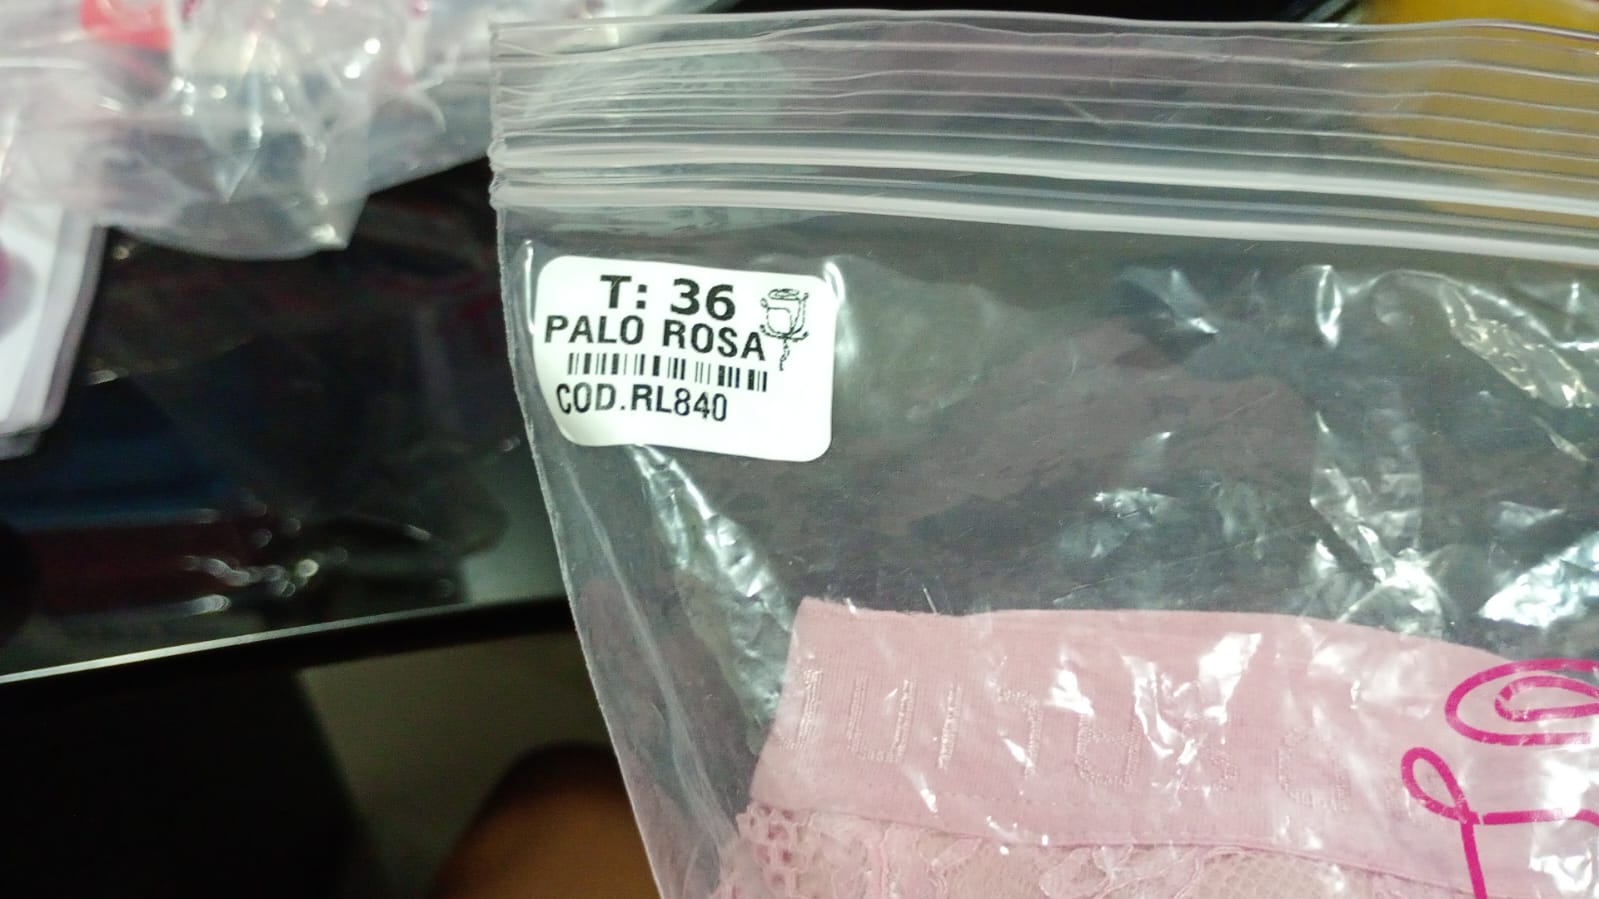 T: 36
PALO ROSA
COD.RL840